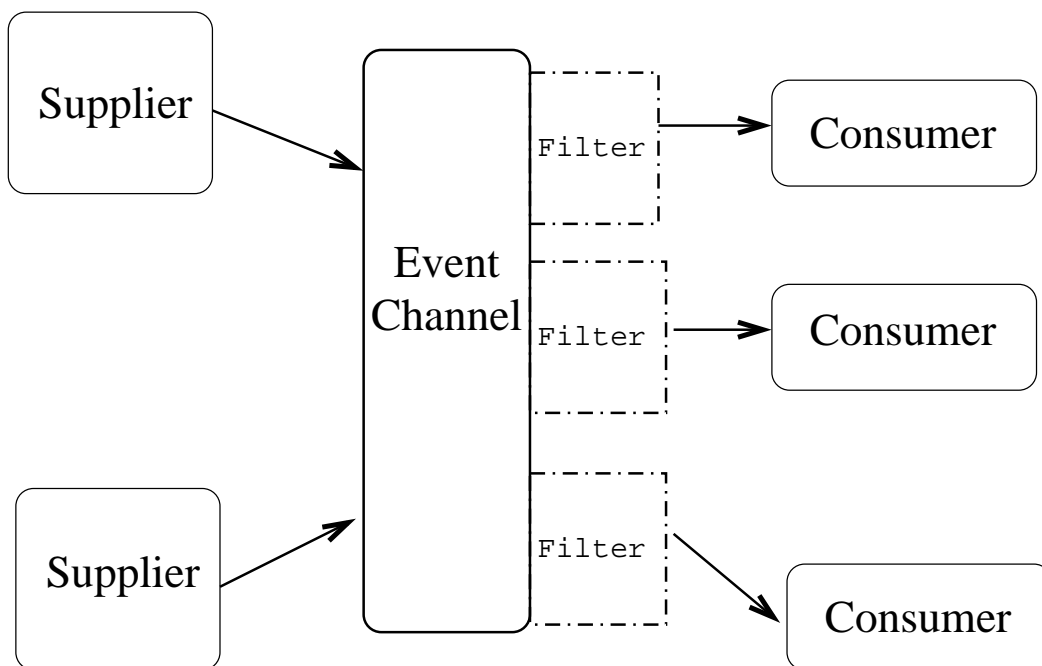 Supplier
Filter
Consumer
Event
Channel
Filter
Consumer
Supplier
Filter
Consumer